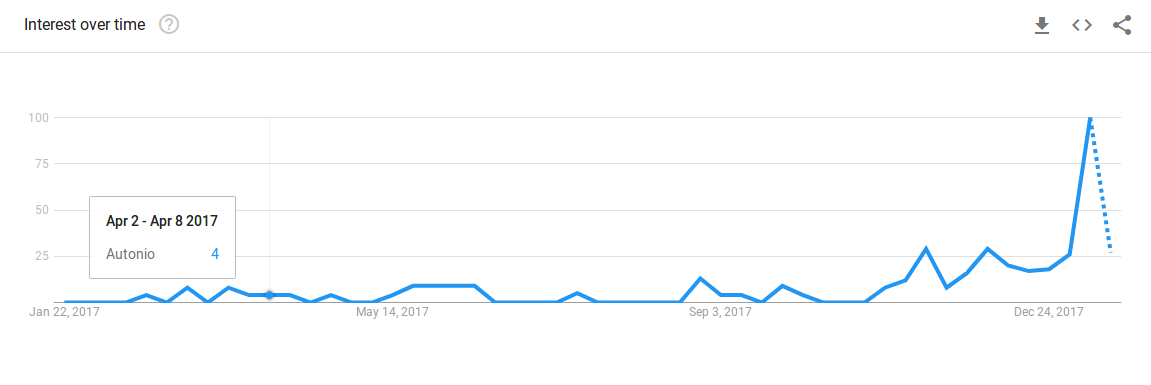 Interest over time
100
75
50
25
Apr 2 - Apr 8 2017
Autonio 4
Jan 22, 2017 May 14, 2017 Sep 3, 2017 Dec 24, 2017